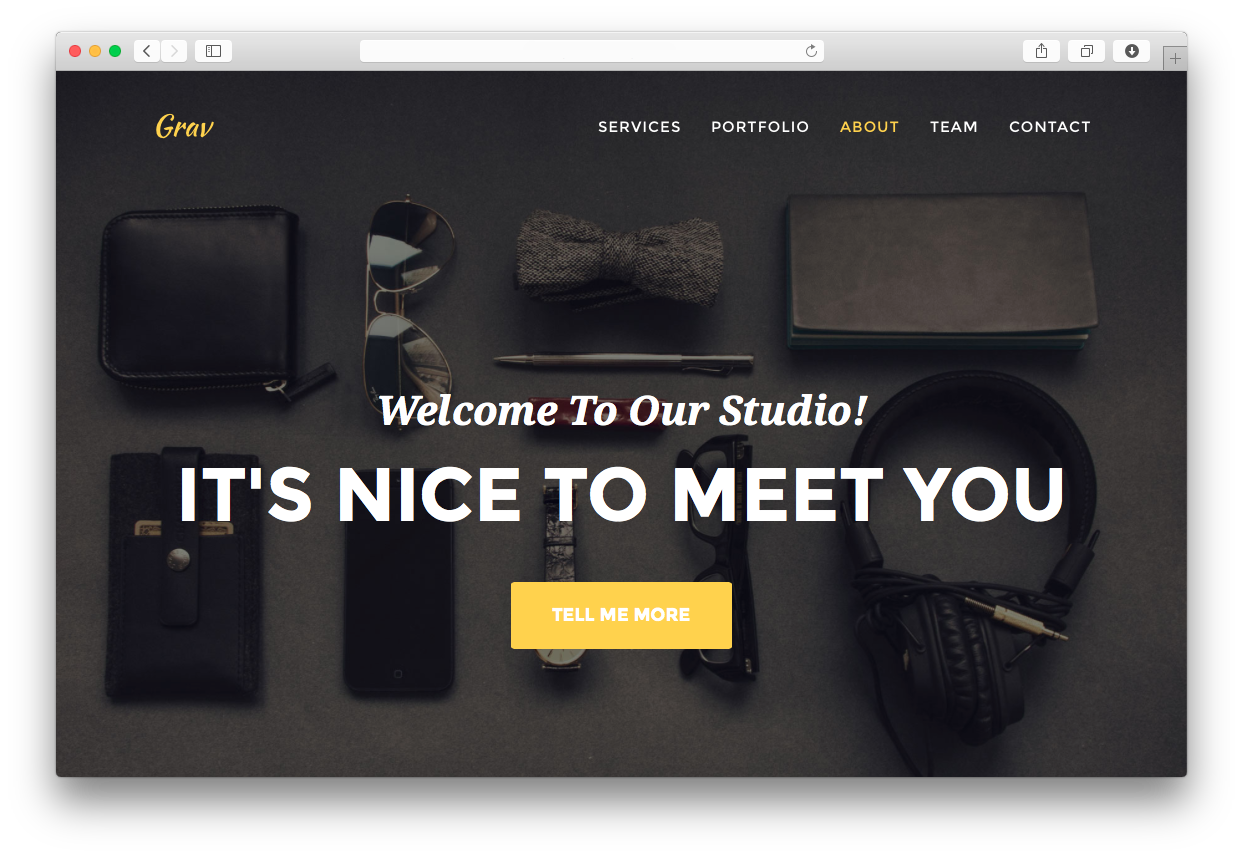 Grav
SERVICES PORTFOLIO ABOUT TEAM CONTACT
Welcome To Our Studio!
IT'S NICE TO MEET YOU
TELL ME MORE